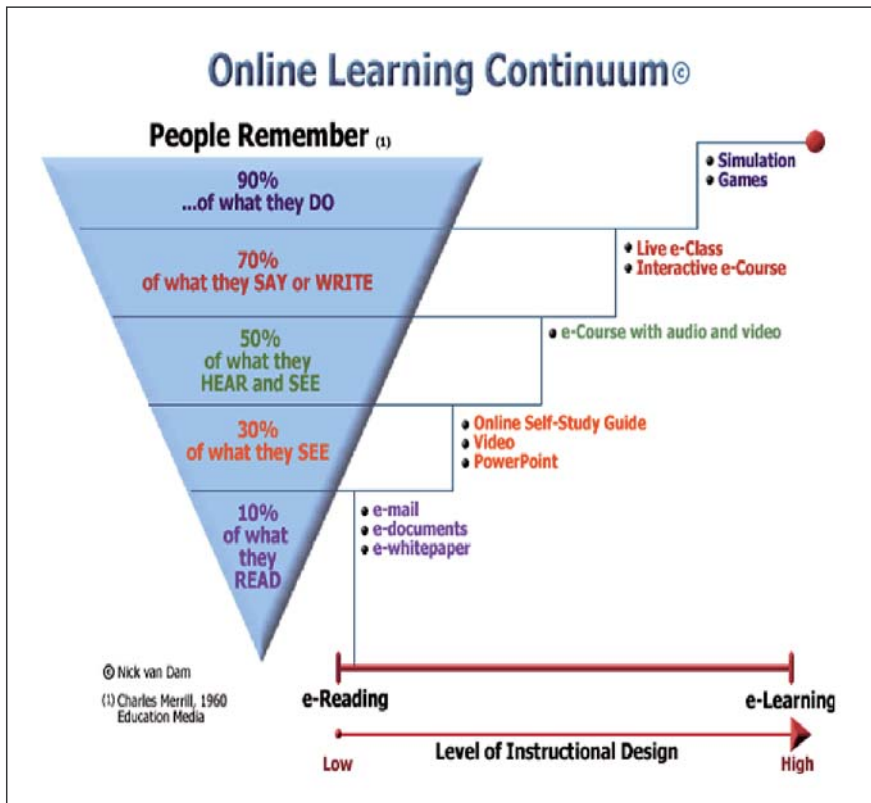 Online Learning Continuum©
People Remember (1)
90%
...of what they DO
70%
of what they SAY or WRITE
50%
of what they
HEAR and SEE
30%
of what they SEE
10%
of what
they
READ
Simulation
Games
Live e-Class
Interactive e-Course
e-Course with audio and video
Online Self-Study Guide
Video
PowerPoint
e-mail
e-documents
e-whitepaper
© Nick van Dam
(1) Charles Merrill, 1960
Education Media
e-Reading
e-Learning
Level of Instructional Design
Low
High